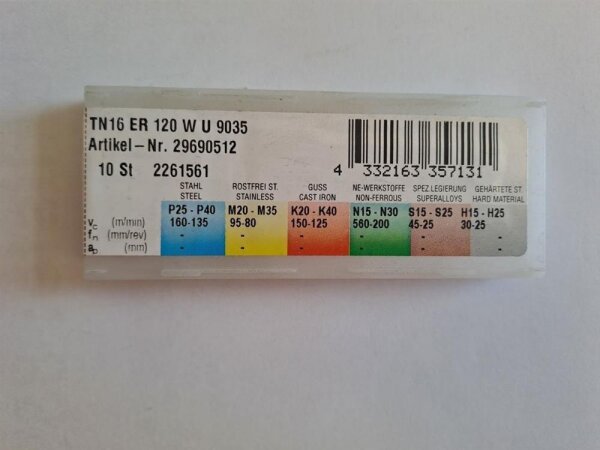 TN16 ER 120 W U 9035
Artikel–Nr. 29690512
10 St 2261561
4 332163 357131
STAHL ROSTFREI ST. GUSS NE-WERKSTOFFE SPEZ LEGIERUNG GEHÄRTETE ST.
STEEL STAINLESS CAST IRON NON-FERROUS SUPERALLOYS HARD MATERIAL
P25 - P40 M20 - M35 K20 - K40 N15 - N30 S15 - S25 H15 - H25
vc (m/min) 160-135 95-80 150-125 560-200 45-25 30-25
fn (mm/rev) - - - - - -
ap (mm) - - - - - -